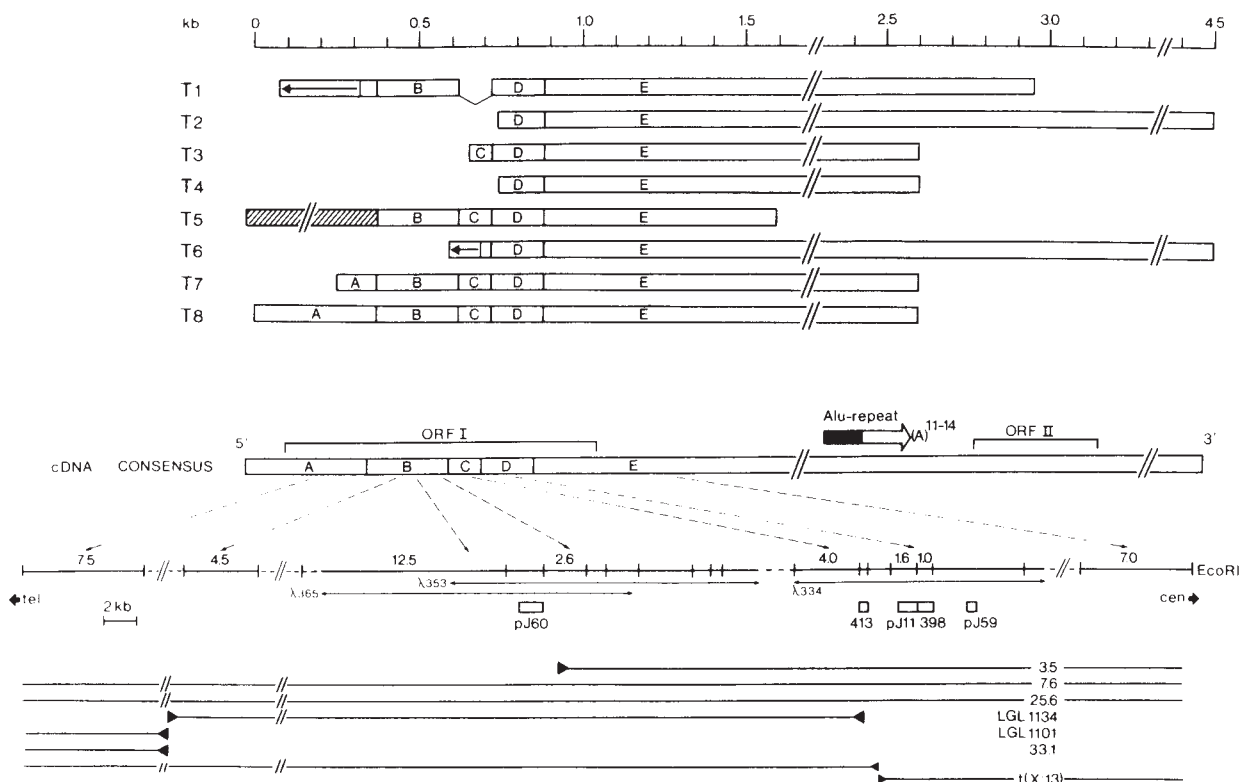 kb 0 0.5 1.0 1.5 2.5 3.0 4.5
T1 B D E
T2 D E
T3 C D E
T4 D E
T5 B C D E
T6 D E
T7 A B C D E
T8 A B C D E
Alu-repeat (A) 11-14
5' ORF I ORF II 3'
cDNA CONSENSUS A B C D E
7.5 4.5 12.5 2.6 4.0 1.6 1.0 7.0 EcoRI
λ353
λ365 λ334
tel cen
2 kb
pJ60 413 pJ11 398 pJ59
3.5
7.6
25.6
LGL 1134
LGL 1101
33.1
t(X;13)